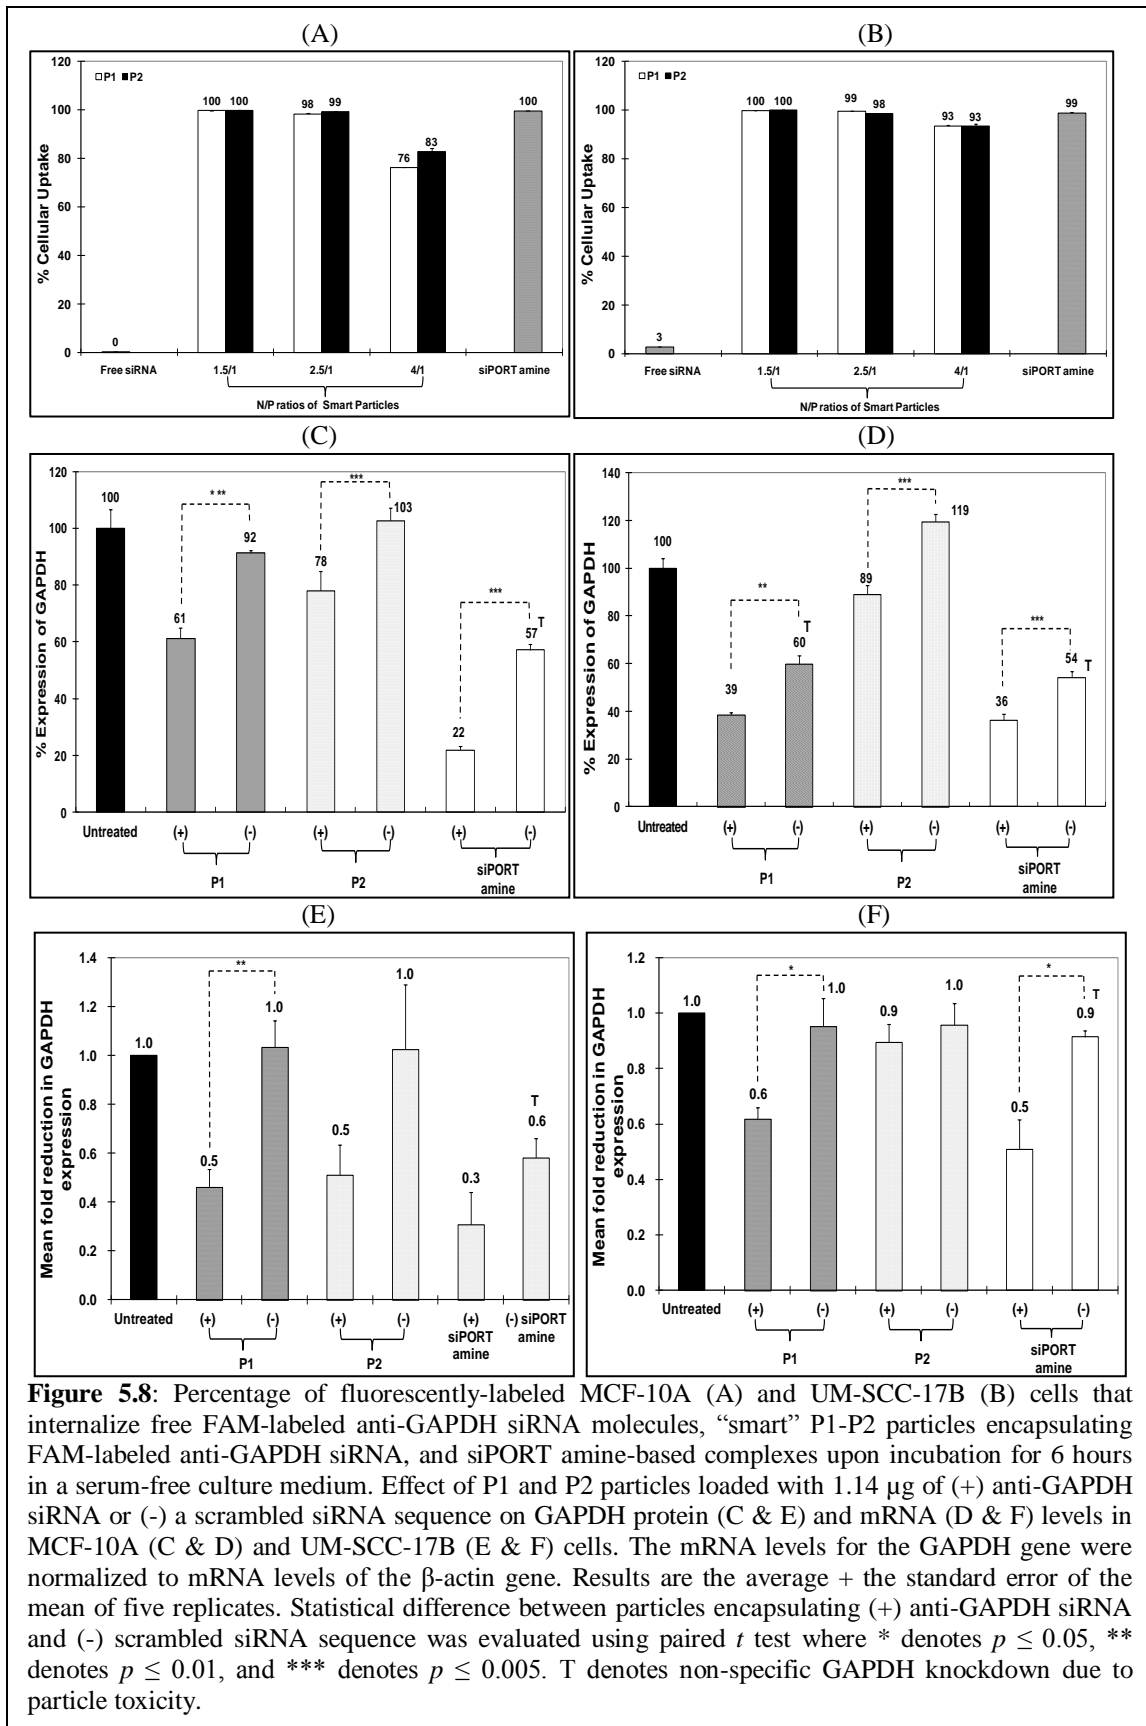 (A)
(B)
120
100
80
60
40
20
0
% Cellular Uptake
P1 P2
0
100 100
98 99
76 83
100
Free siRNA 1.5/1 2.5/1 4/1 siPORT amine
N/P ratios of Smart Particles
120
100
80
60
40
20
0
% Cellular Uptake
P1 P2
3
100 100
99 98
93 93
99
Free siRNA 1.5/1 2.5/1 4/1 siPORT amine
N/P ratios of Smart Particles
(C)
(D)
120
100
80
60
40
20
0
% Expression of GAPDH
100
61
* **
92
78
***
103
22
***
57 T
Untreated (+) (-) (+) (-) (+) (-)
P1 P2 siPORT
amine
140
120
100
80
60
40
20
0
% Expression of GAPDH
100
39
**
T
60
89
***
119
36
***
54 T
Untreated (+) (-) (+) (-) (+) (-)
P1 P2 siPORT
amine
(E)
(F)
1.4
1.2
1.0
0.8
0.6
0.4
0.2
0.0
Mean fold reduction in GAPDH
expression
1.0
0.5
**
1.0
0.5
1.0
0.3
T
0.6
Untreated (+) (-) (+) (-) (+) (-) siPORT
siPORT amine
amine
P1 P2
1.2
1.0
0.8
0.6
0.4
0.2
0.0
Mean fold reduction in GAPDH
expression
1.0
0.6
*
1.0
0.9
1.0
0.5
*
T
0.9
Untreated (+) (-) (+) (-) (+) (-)
P1 P2 siPORT
amine
Figure 5.8: Percentage of fluorescently-labeled MCF-10A (A) and UM-SCC-17B (B) cells that
internalize free FAM-labeled anti-GAPDH siRNA molecules, “smart” P1-P2 particles encapsulating
FAM-labeled anti-GAPDH siRNA, and siPORT amine-based complexes upon incubation for 6 hours
in a serum-free culture medium. Effect of P1 and P2 particles loaded with 1.14 µg of (+) anti-GAPDH
siRNA or (-) a scrambled siRNA sequence on GAPDH protein (C & E) and mRNA (D & F) levels in
MCF-10A (C & D) and UM-SCC-17B (E & F) cells. The mRNA levels for the GAPDH gene were
normalized to mRNA levels of the β-actin gene. Results are the average + the standard error of the
mean of five replicates. Statistical difference between particles encapsulating (+) anti-GAPDH siRNA
and (-) scrambled siRNA sequence was evaluated using paired t test where * denotes p ≤ 0.05, **
denotes p ≤ 0.01, and *** denotes p ≤ 0.005. T denotes non-specific GAPDH knockdown due to
particle toxicity.